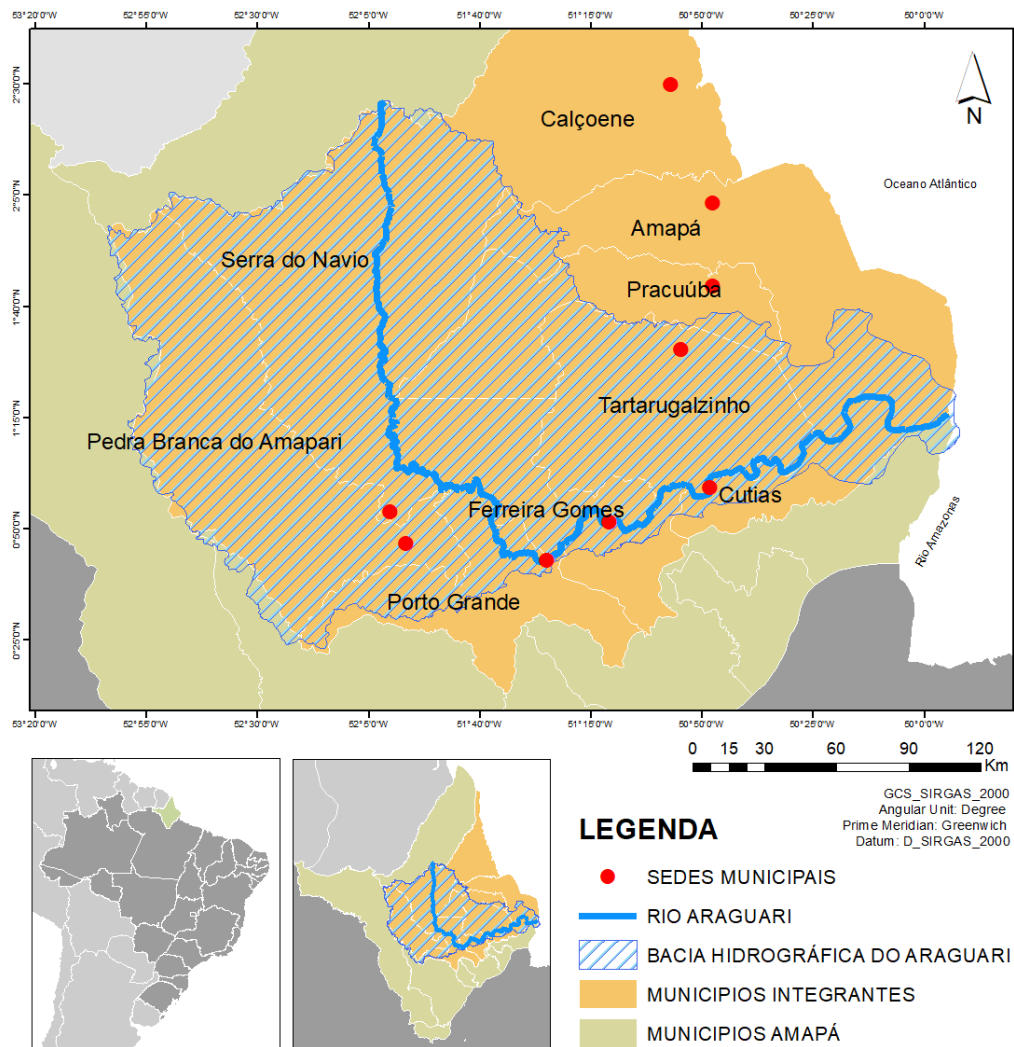 53°20'0"W 52°55'0"W 52°30'0"W 52°5'0"W 51°40'0"W 51°15'0"W 50°50'0"W 50°25'0"W 50°0'0"W
2°30'0"N
2°5'0"N
1°40'0"N
1°15'0"N
0°50'0"N
0°25'0"N
N
Calçoene
Oceano Atlântico
Amapá
Serra do Navio
Pracuúba
Tartarugalzinho
Pedra Branca do Amapari
Cutias
Ferreira Gomes
Rio Amazonas
Porto Grande
53°20'0"W 52°55'0"W 52°30'0"W 52°5'0"W 51°40'0"W 51°15'0"W 50°50'0"W 50°25'0"W 50°0'0"W
0 15 30 60 90 120
Km
GCS_SIRGAS_2000
Angular Unit: Degree
Prime Meridian: Greenwich
Datum: D_SIRGAS_2000
LEGENDA
SEDES MUNICIPAIS
RIO ARAGUARI
BACIA HIDROGRÁFICA DO ARAGUARI
MUNICIPIOS INTEGRANTES
MUNICIPIOS AMAPÁ